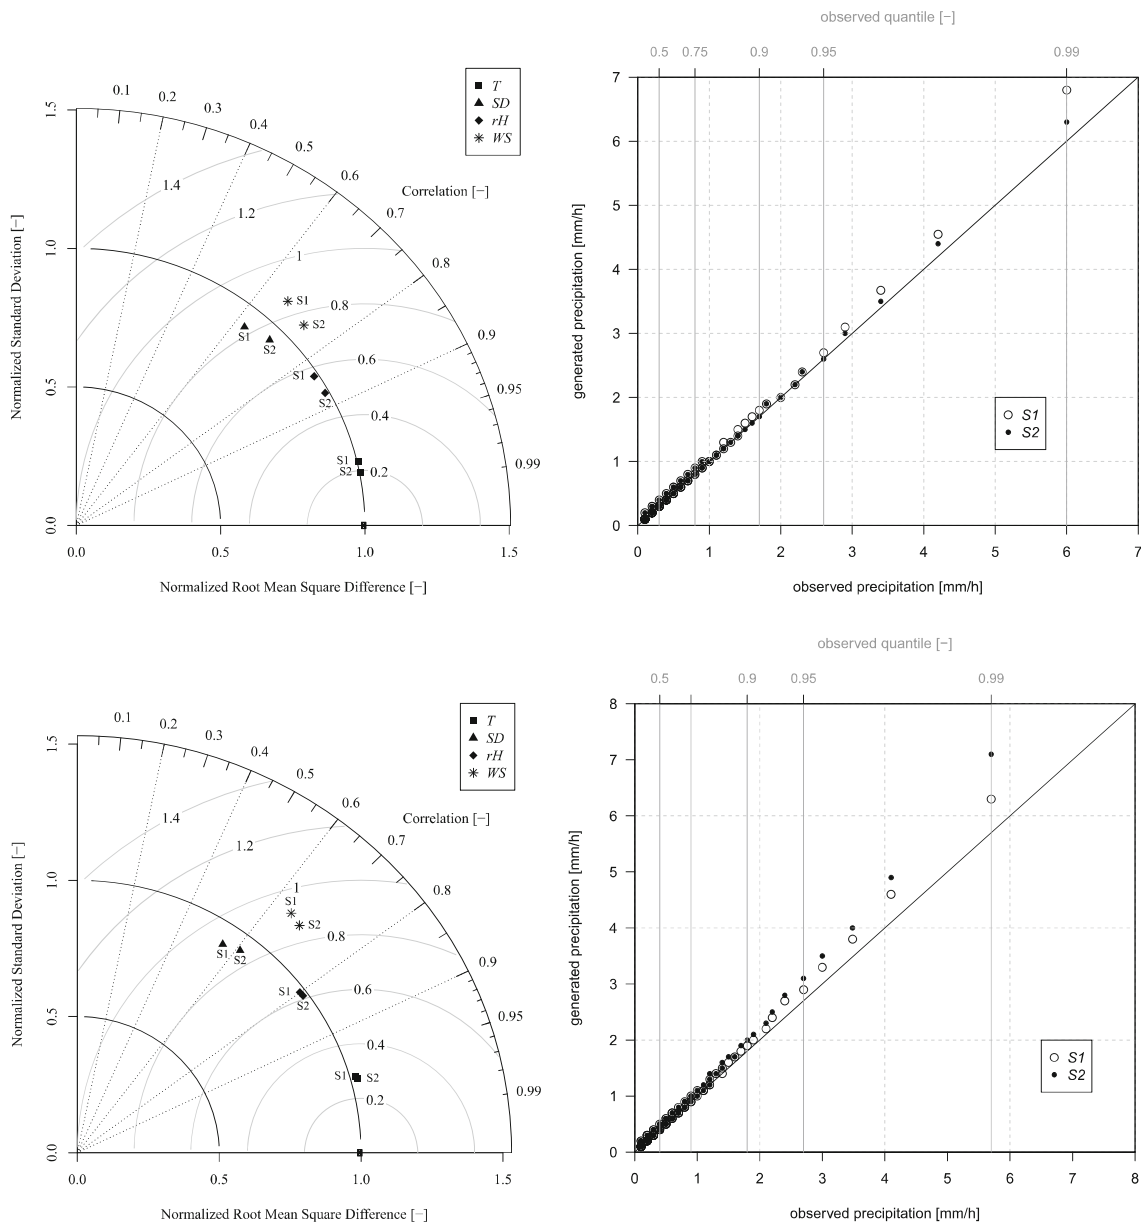 observed quantile [−]
0.5 0.75 0.9 0.95 0.99
T
SD
rH
WS
0.1 0.2 0.3 0.4 0.5 0.6 0.7 0.8 0.9 0.95 0.99
Correlation [−]
1.4 1.2 1 0.8 0.6 0.4 0.2
S1 S2
S1 S2
S1 S2
S1 S2
Normalized Standard Deviation [−]
1.5
1.0
0.5
0.0
0.0 0.5 1.0 1.5
Normalized Root Mean Square Difference [−]
generated precipitation [mm/h]
7
6
5
4
3
2
1
0
S1
S2
0 1 2 3 4 5 6 7
observed precipitation [mm/h]
observed quantile [−]
0.5 0.9 0.95 0.99
T
SD
rH
WS
0.1 0.2 0.3 0.4 0.5 0.6 0.7 0.8 0.9 0.95 0.99
Correlation [−]
1.4 1.2 1 0.8 0.6 0.4 0.2
S1 S2
S1 S2
S1 S2
S1 S2
Normalized Standard Deviation [−]
1.5
1.0
0.5
0.0
0.0 0.5 1.0 1.5
Normalized Root Mean Square Difference [−]
generated precipitation [mm/h]
8
7
6
5
4
3
2
1
0
S1
S2
0 1 2 3 4 5 6 7 8
observed precipitation [mm/h]